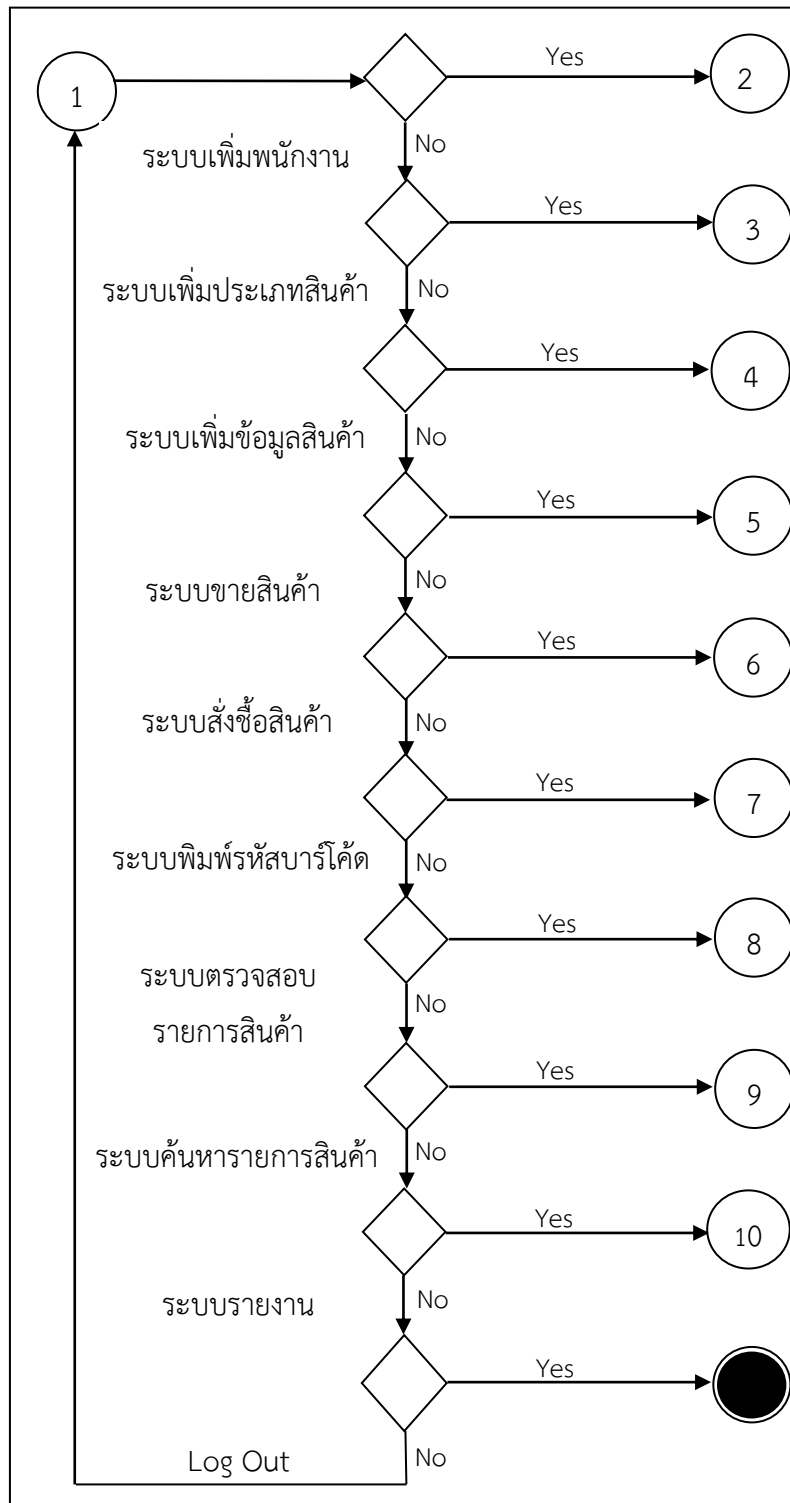 1
Yes
2
No
ระบบเพิ่มพนักงาน
Yes
3
ระบบเพิ่มประเภทสินค้า
No
Yes
4
ระบบเพิ่มข้อมูลสินค้า
No
Yes
5
ระบบขายสินค้า
No
Yes
6
ระบบสั่งซื้อสินค้า
No
Yes
7
ระบบพิมพ์รหัสบาร์โค้ด
No
Yes
8
ระบบตรวจสอบ
รายการสินค้า
No
Yes
9
ระบบค้นหารายการสินค้า
No
Yes
10
ระบบรายงาน
No
Yes
Log Out
No